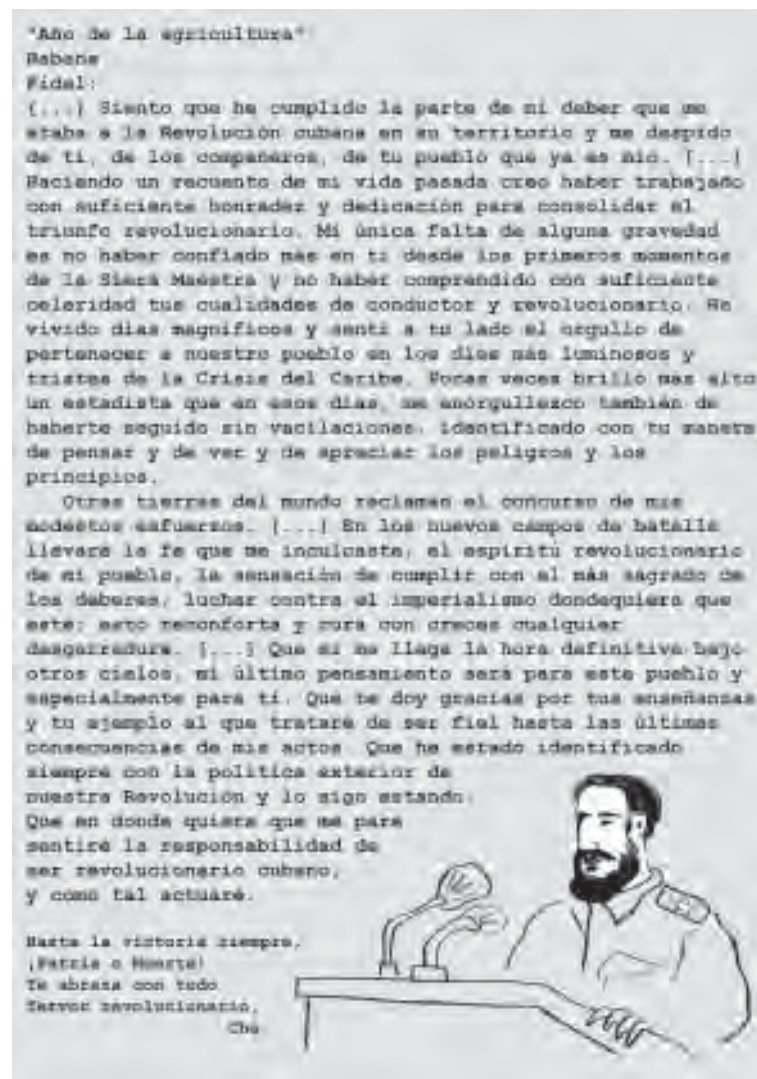 "Año de la agricultura"
Habana
Fidel:
[...] Siento que he cumplido la parte de mi deber que me
ataba a la Revolución cubana en su territorio y me despido
de ti, de los compañeros, de tu pueblo que ya es mío. [...]
Haciendo un recuento de mi vida pasada creo haber trabajado
con suficiente honradez y dedicación para consolidar el
triunfo revolucionario. Mi única falta de alguna gravedad
es no haber confiado más en ti desde los primeros momentos
de la Siera Maestra y no haber comprendido con suficiente
celeridad tus cualidades de conductor y revolucionario. He
vivido días magníficos y sentí a tu lado el orgullo de
pertenecer a nuestro pueblo en los días más luminosos y
tristes de la Crisis del Caribe. Pocas veces brilló más alto
un estadista que en esos días, me enorgullezco también de
haberte seguido sin vacilaciones, identificado con tu manera
de pensar y de ver y de apreciar los peligros y los
principios.
Otras tierras del mundo reclaman el concurso de mis
modestos esfuerzos. [...] En los nuevos campos de batalla
llevaré la fe que me inculcaste, el espíritu revolucionario
de mi pueblo, la sensación de cumplir con el más sagrado de
los deberes; luchar contra el imperialismo dondequiera que
esté; esto reconforta y cura con creces cualquier
desgarradura. [...] Que si me llega la hora definitiva bajo
otros cielos, mi último pensamiento será para este pueblo y
especialmente para ti. Que te doy gracias por tus enseñanzas
y tu ejemplo al que trataré de ser fiel hasta las últimas
consecuencias de mis actos. Que he estado identificado
siempre con la política exterior de
nuestra Revolución y lo sigo estando.
Que en donde quiera que me pare
sentiré la responsabilidad de
ser revolucionario cubano,
y como tal actuaré.
Hasta la victoria siempre,
¡Patria o Muerte!
Te abraza con todo
fervor revolucionario,
Che